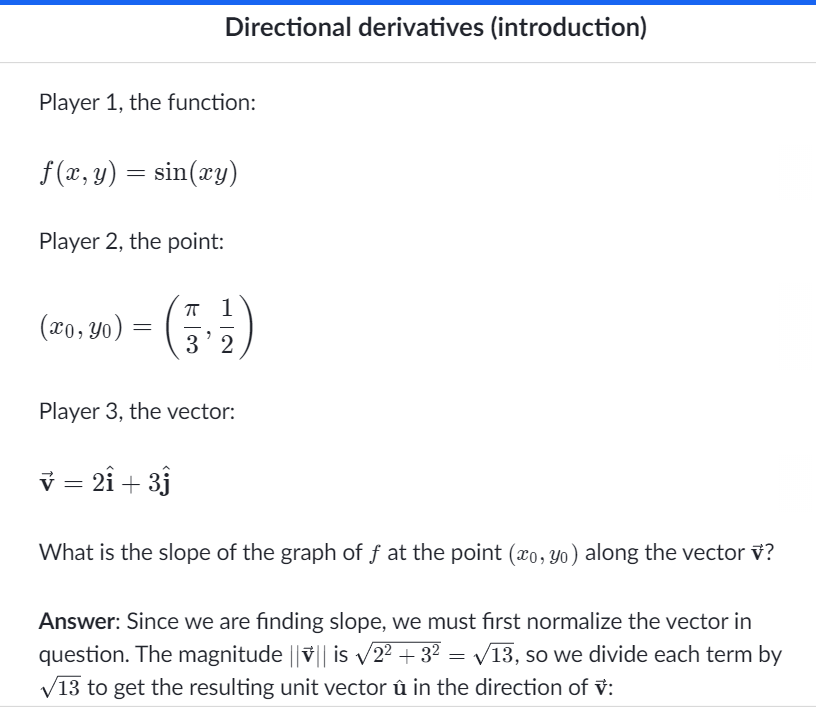 Directional derivatives (introduction)
Player 1, the function:
f(x, y) = sin(xy)
Player 2, the point:
(x₀, y₀) = (π/3, 1/2)
Player 3, the vector:
v⃗ = 2î + 3ĵ
What is the slope of the graph of f at the point (x₀, y₀) along the vector v⃗?
Answer: Since we are finding slope, we must first normalize the vector in
question. The magnitude ||v⃗|| is √(2² + 3²) = √13, so we divide each term by
√13 to get the resulting unit vector û in the direction of v⃗: